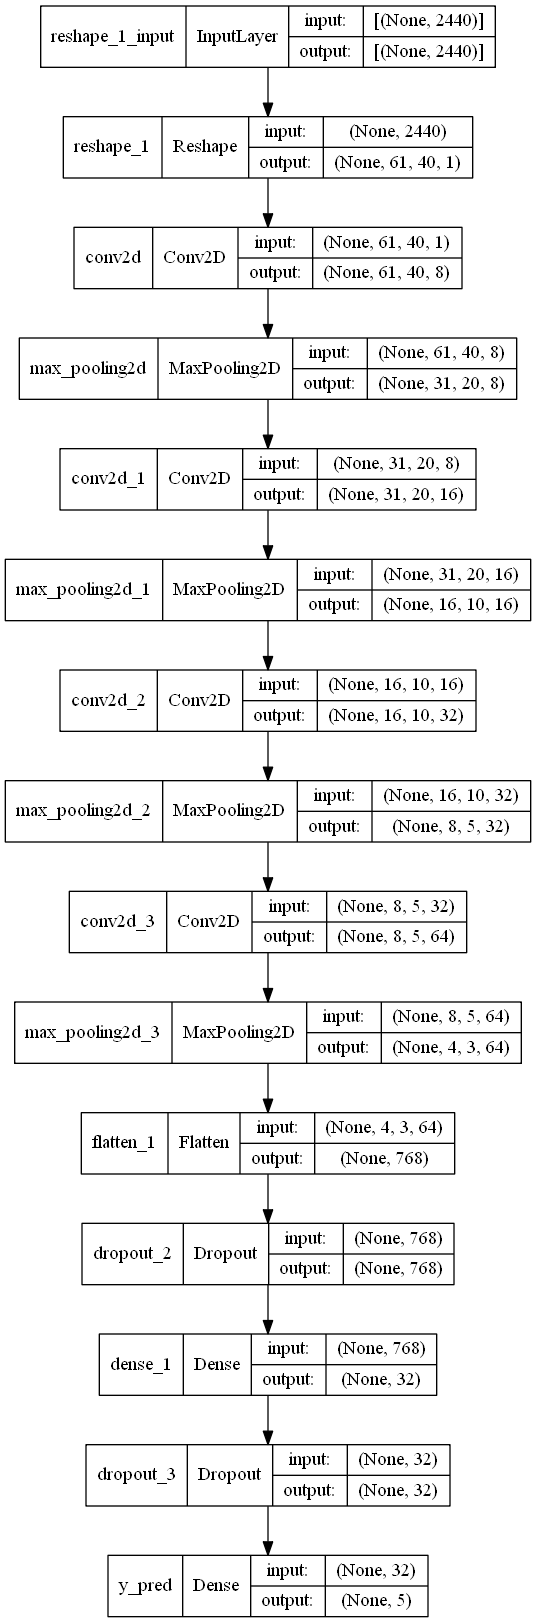 reshape_1_input InputLayer input: [(None, 2440)]
output: [(None, 2440)]
reshape_1 Reshape input: (None, 2440)
output: (None, 61, 40, 1)
conv2d Conv2D input: (None, 61, 40, 1)
output: (None, 61, 40, 8)
max_pooling2d MaxPooling2D input: (None, 61, 40, 8)
output: (None, 31, 20, 8)
conv2d_1 Conv2D input: (None, 31, 20, 8)
output: (None, 31, 20, 16)
max_pooling2d_1 MaxPooling2D input: (None, 31, 20, 16)
output: (None, 16, 10, 16)
conv2d_2 Conv2D input: (None, 16, 10, 16)
output: (None, 16, 10, 32)
max_pooling2d_2 MaxPooling2D input: (None, 16, 10, 32)
output: (None, 8, 5, 32)
conv2d_3 Conv2D input: (None, 8, 5, 32)
output: (None, 8, 5, 64)
max_pooling2d_3 MaxPooling2D input: (None, 8, 5, 64)
output: (None, 4, 3, 64)
flatten_1 Flatten input: (None, 4, 3, 64)
output: (None, 768)
dropout_2 Dropout input: (None, 768)
output: (None, 768)
dense_1 Dense input: (None, 768)
output: (None, 32)
dropout_3 Dropout input: (None, 32)
output: (None, 32)
y_pred Dense input: (None, 32)
output: (None, 5)